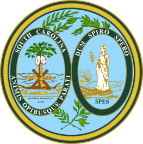 SOUTH CAROLINA
ANIMIS OPIBUSQUE PARATI
DUM SPIRO SPERO
SPES